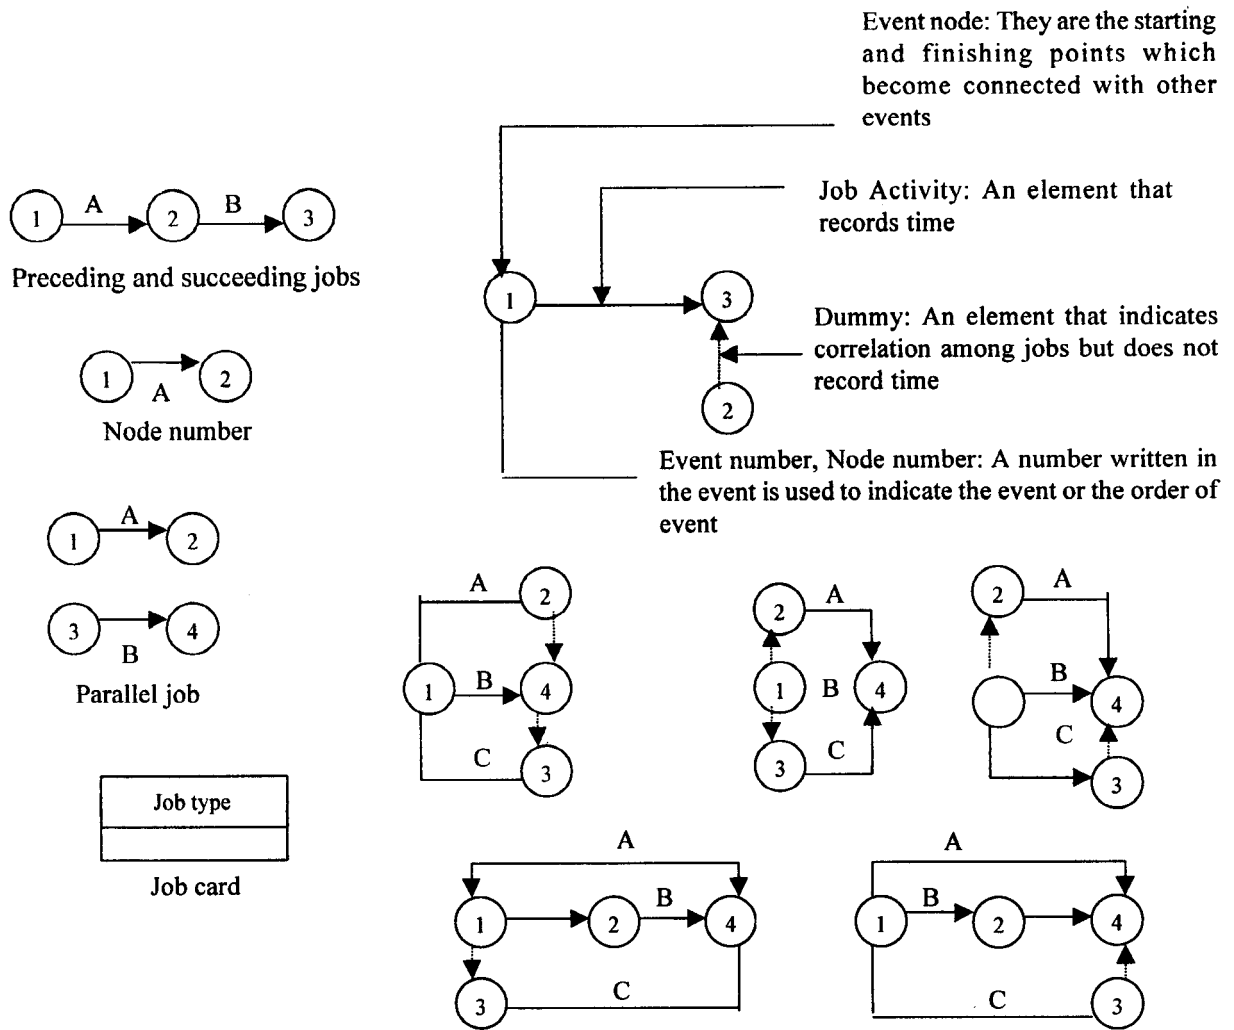 Event node: They are the starting
and finishing points which
become connected with other
events
Job Activity: An element that
records time
A B
1 2 3
Preceding and succeeding jobs
1 3
Dummy: An element that indicates
correlation among jobs but does not
record time
2
1 2
A
Node number
Event number, Node number: A number written in
the event is used to indicate the event or the order of
event
A
1 2
3 4
B
Parallel job
A 2
1 B 4
C 3
2 A
1 B 4
3 C
2 A
B 4
C
3
Job type
Job card
A
1 2 B 4
3 C
A
1 B 2 4
C 3